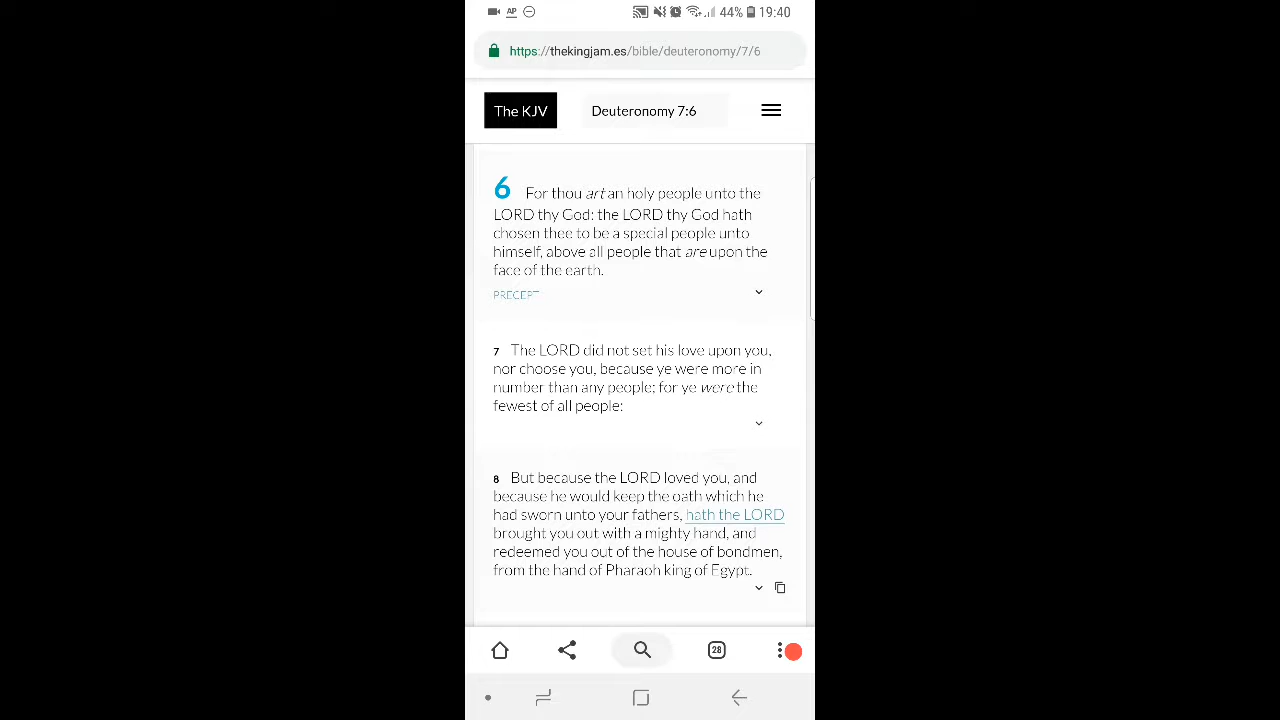 AP 44% 19:40
https://thekingjam.es/bible/deuteronomy/7/6
The KJV Deuteronomy 7:6
6 For thou art an holy people unto the
LORD thy God: the LORD thy God hath
chosen thee to be a special people unto
himself, above all people that are upon the
face of the earth.
PRECEPT
7 The LORD did not set his love upon you,
nor choose you, because ye were more in
number than any people; for ye were the
fewest of all people:
8 But because the LORD loved you, and
because he would keep the oath which he
had sworn unto your fathers, hath the LORD
brought you out with a mighty hand, and
redeemed you out of the house of bondmen,
from the hand of Pharaoh king of Egypt.
28